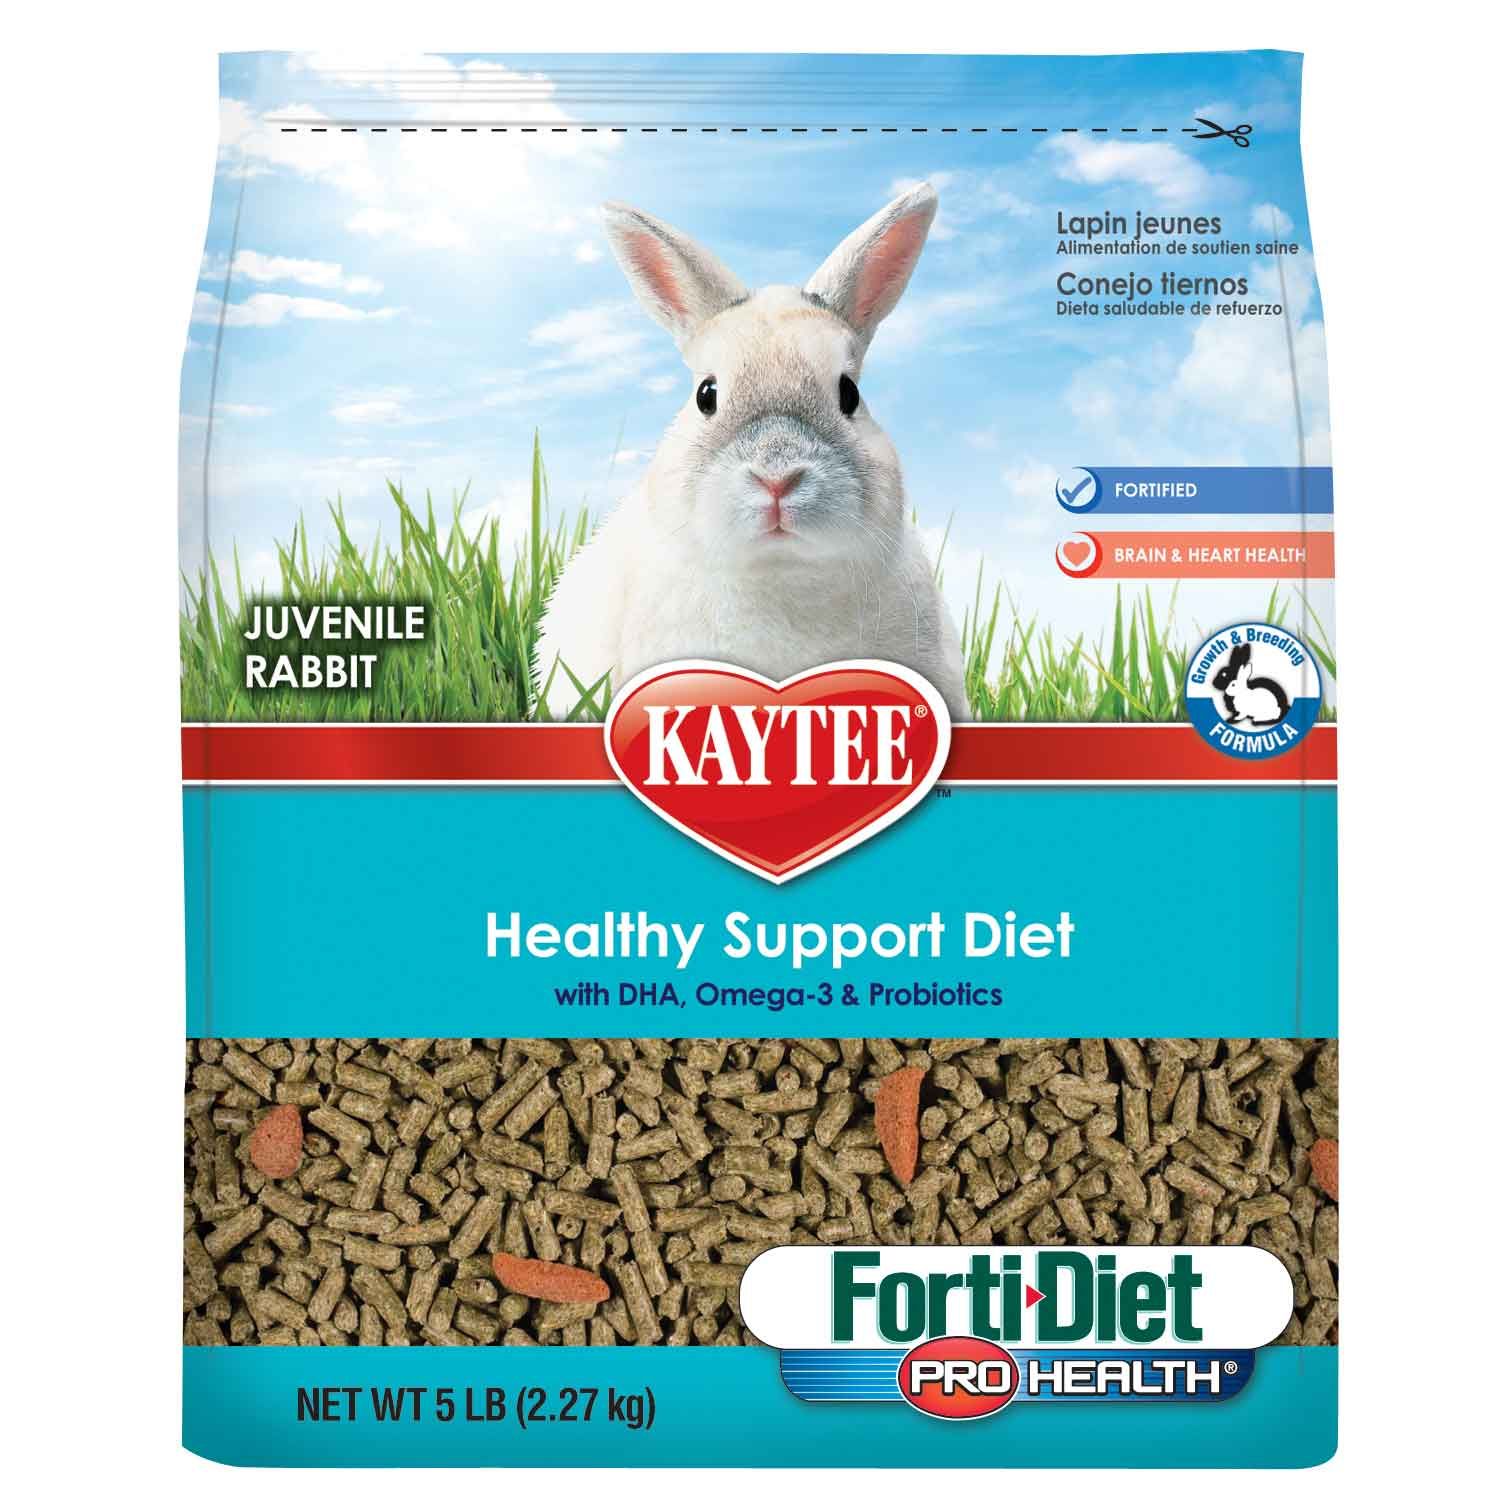 Lapin jeunes
Alimentation de soutien saine
Conejo tiernos
Dieta saludable de refuerzo
FORTIFIED
BRAIN & HEART HEALTH
JUVENILE
RABBIT
Growth & Breeding
FORMULA
KAYTEE®
™
Healthy Support Diet
with DHA, Omega-3 & Probiotics
Forti Diet
PRO HEALTH®
NET WT 5 LB (2.27 kg)